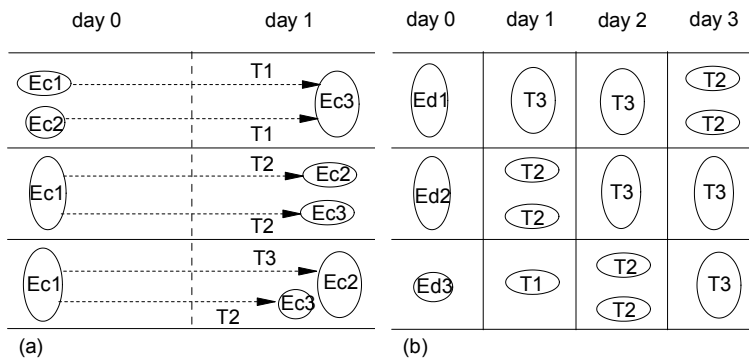 day 0 day 1 day 0 day 1 day 2 day 3
Ec1 T1 Ec3
Ec2 T1
Ed1 T3 T3 T2
T2
Ec1 T2 Ec2
T2 Ec3
Ed2 T2 T3 T3
T2
Ec1 T3 Ec2
T2 Ec3
Ed3 T1 T2 T3
T2
(a) (b)